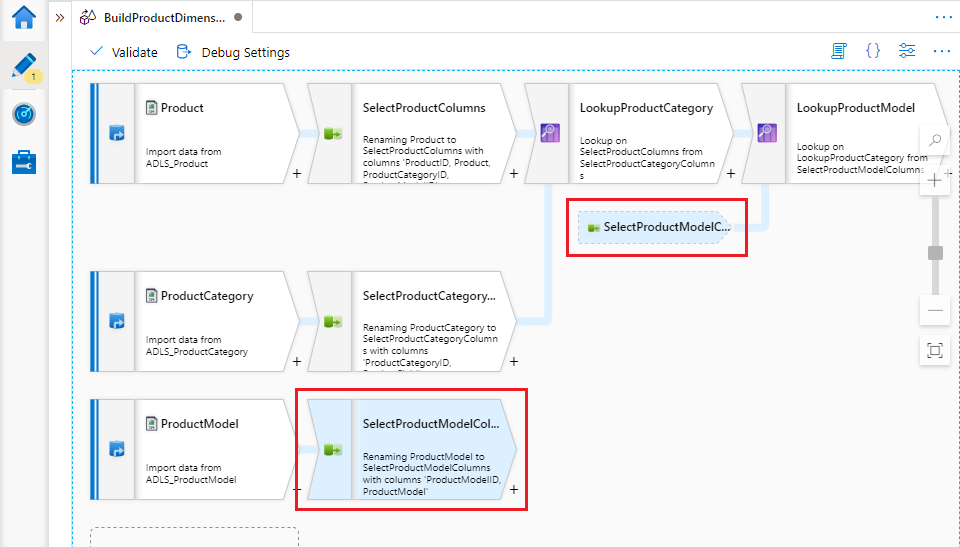 BuildProductDimens...
1
Validate
Debug Settings
Product
Import data from
ADLS_Product
+
SelectProductColumns
Renaming Product to
SelectProductColumns with
columns 'ProductID, Product,
ProductCategoryID,
+
LookupProductCategory
Lookup on
SelectProductColumns from
SelectProductCategoryColumn
s
+
LookupProductModel
Lookup on
LookupProductCategory from
SelectProductModelColumns
+
SelectProductModelC...
ProductCategory
Import data from
ADLS_ProductCategory
+
SelectProductCategory...
Renaming ProductCategory to
SelectProductCategoryColumn
s with columns
'ProductCategoryID,
+
ProductModel
Import data from
ADLS_ProductModel
+
SelectProductModelCol...
Renaming ProductModel to
SelectProductModelColumns
with columns 'ProductModelID,
ProductModel'
+